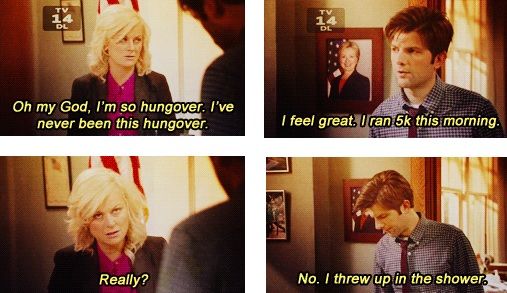 TV
14
DL
Oh my God, I'm so hungover. I've
never been this hungover.
TV
14
DL
I feel great. I ran 5k this morning.
Really?
No. I threw up in the shower.